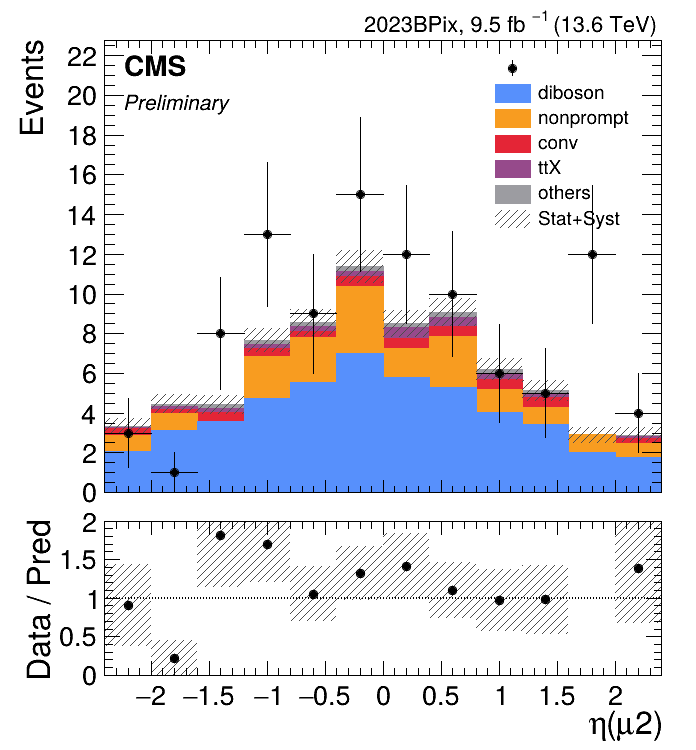 2023BPix, 9.5 fb⁻¹ (13.6 TeV)
Events
22
20
18
16
14
12
10
8
6
4
2
0
CMS
Preliminary
diboson
nonprompt
conv
ttX
others
Stat+Syst
Data / Pred
2
1.5
1
0.5
0
−2 −1.5 −1 −0.5 0 0.5 1 1.5 2
η(μ2)